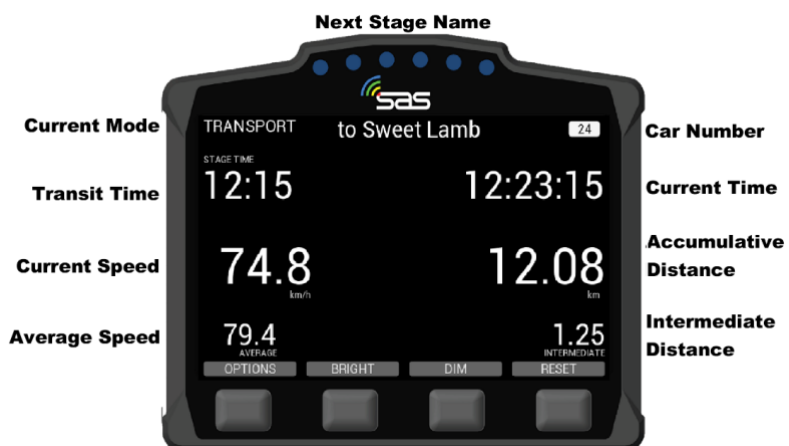 Next Stage Name
sas
Current Mode
TRANSPORT
to Sweet Lamb
24
Car Number
STAGE TIME
Transit Time
12:15
12:23:15
Current Time
Current Speed
74.8
km/h
12.08
km
Accumulative
Distance
Average Speed
79.4
AVERAGE
1.25
INTERMEDIATE
Intermediate
Distance
OPTIONS
BRIGHT
DIM
RESET